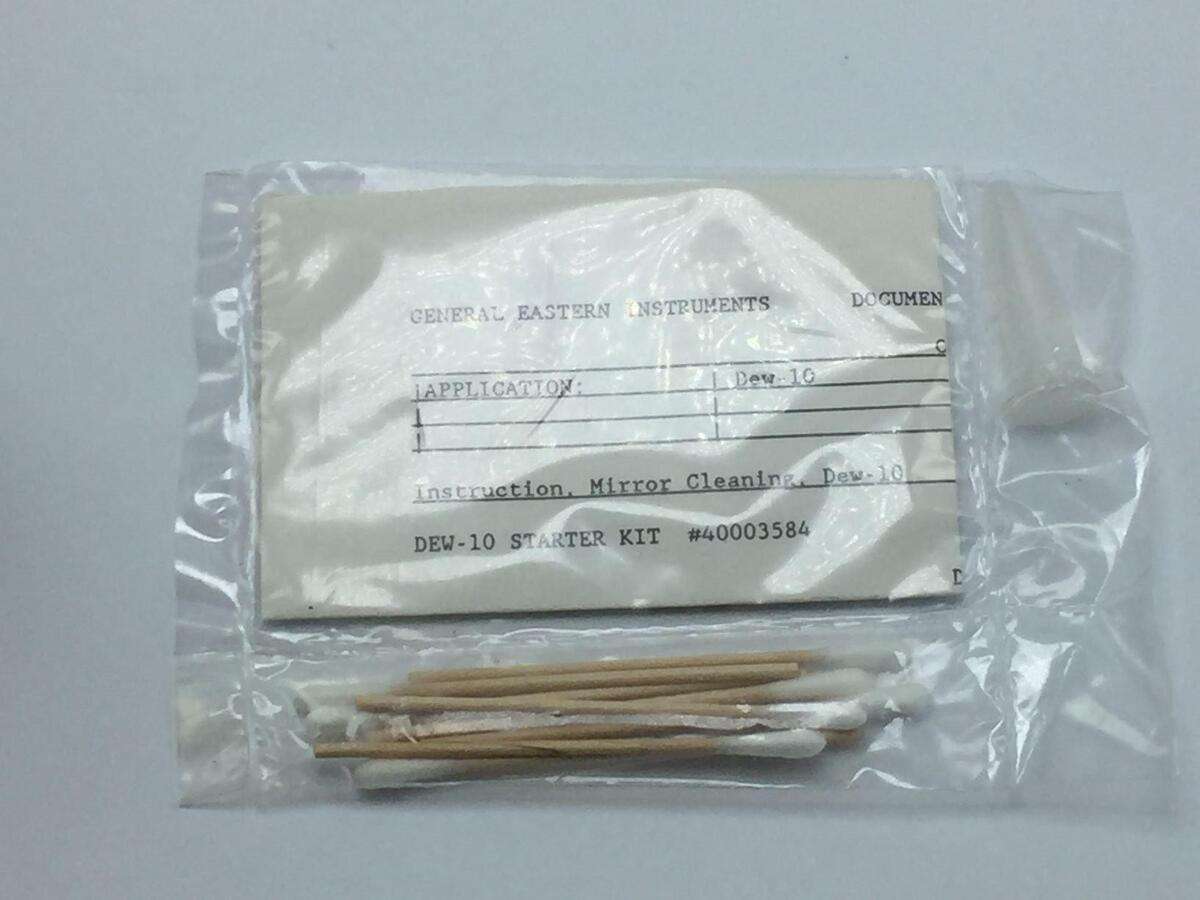 GENERAL EASTERN INSTRUMENTS DOCUMEN
APPLICATION: Dew-10
Instruction, Mirror Cleaning, Dew-10
DEW-10 STARTER KIT #40003584